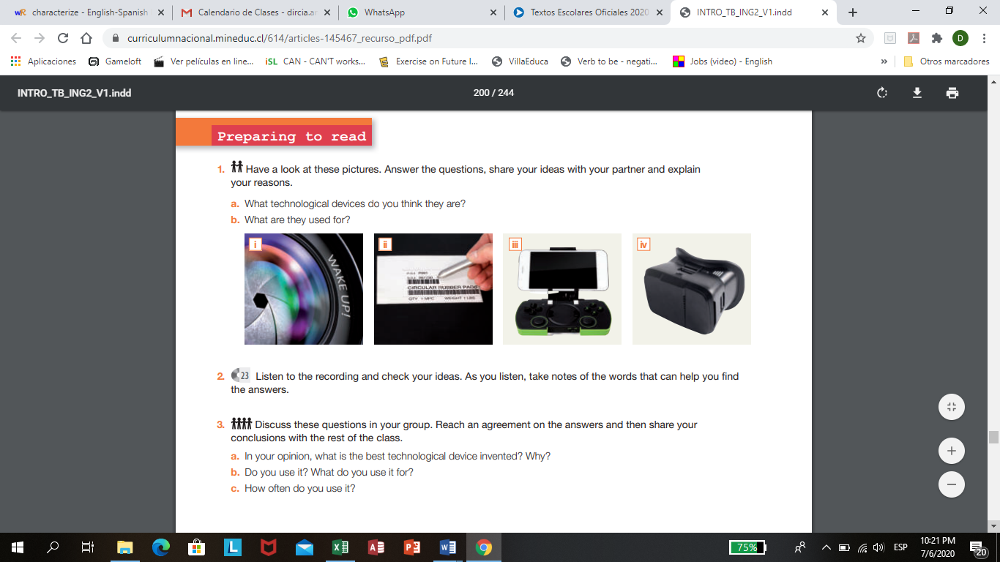 characterize - English-Spanish
Calendario de Clases - dircia.ar
WhatsApp
Textos Escolares Oficiales 2020
INTRO_TB_ING2_V1.indd
curriculumnacional.mineduc.cl/614/articles-145467_recurso_pdf.pdf
D
Aplicaciones
Gameloft
Ver películas en line...
iSL CAN - CAN'T works...
Exercise on Future I...
VillaEduca
Verb to be - negati...
Jobs (video) - English
»
Otros marcadores
INTRO_TB_ING2_V1.indd
200 / 244
Preparing to read
1. Have a look at these pictures. Answer the questions, share your ideas with your partner and explain
your reasons.
a. What technological devices do you think they are?
b. What are they used for?
i
ii
iii
iv
WAKE UP!
CIRCULAR RUBBER PADS
QTY 1 MPC WEIGHT 1 LBS
2. 23 Listen to the recording and check your ideas. As you listen, take notes of the words that can help you find
the answers.
3. Discuss these questions in your group. Reach an agreement on the answers and then share your
conclusions with the rest of the class.
a. In your opinion, what is the best technological device invented? Why?
b. Do you use it? What do you use it for?
c. How often do you use it?
75%
ESP
10:21 PM
7/6/2020
20